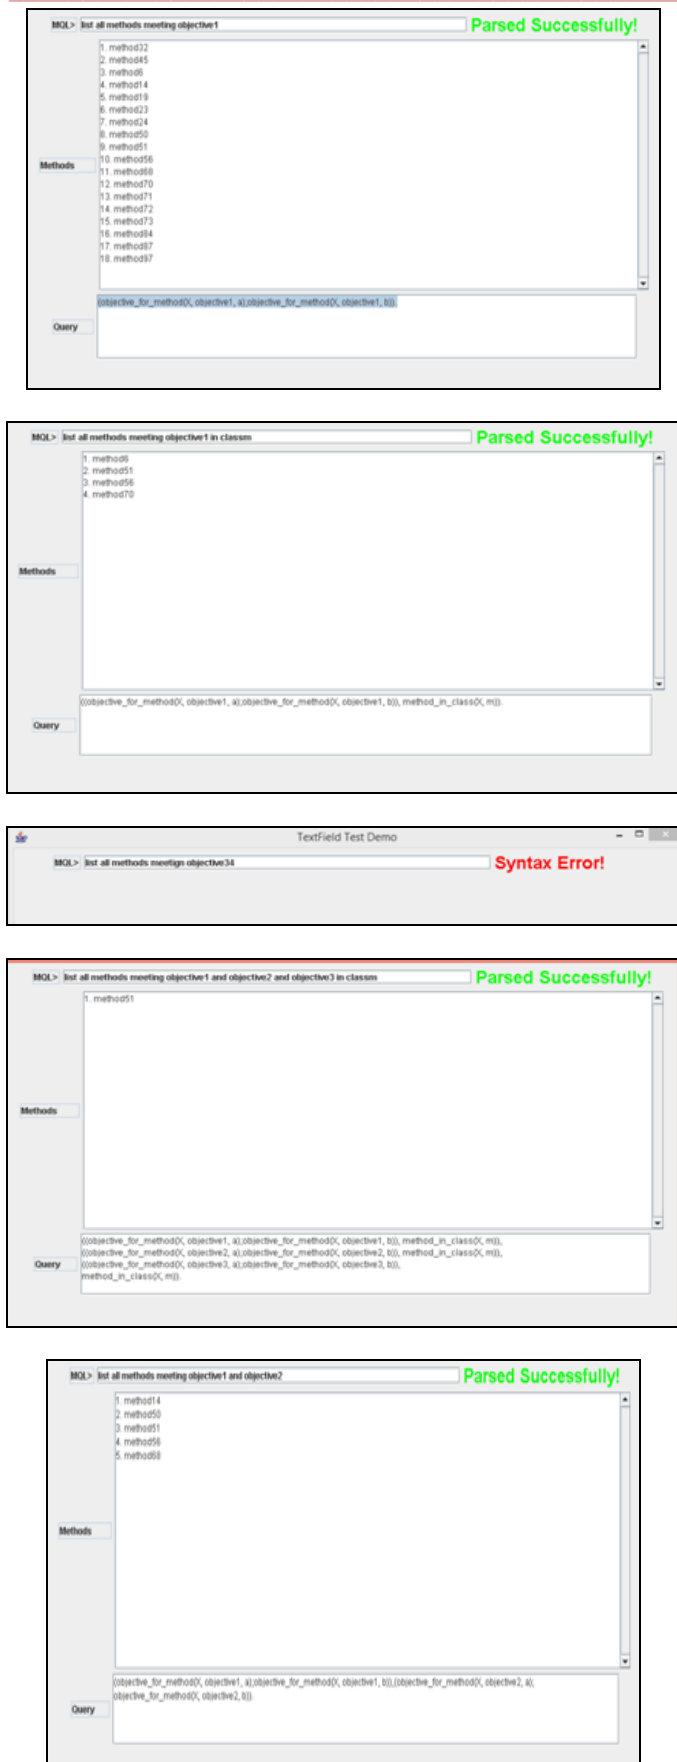 MQL> list all methods meeting objective1 Parsed Successfully!
1. method32
2. method45
3. method6
4. method14
5. method19
6. method23
7. method24
8. method50
9. method51
10. method56
Methods
11. method68
12. method70
13. method71
14. method72
15. method73
16. method84
17. method87
18. method97
(objective_for_method(X, objective1, a);objective_for_method(X, objective1, b)).
Query
MQL> list all methods meeting objective1 in classm Parsed Successfully!
1. method6
2. method51
3. method56
4. method70
Methods
((objective_for_method(X, objective1, a);objective_for_method(X, objective1, b)), method_in_class(X, m)).
Query
TextField Test Demo
MQL> list all methods meetign objective34 Syntax Error!
MQL> list all methods meeting objective1 and objective2 and objective3 in classm Parsed Successfully!
1. method51
Methods
((objective_for_method(X, objective1, a);objective_for_method(X, objective1, b)), method_in_class(X, m)),
((objective_for_method(X, objective2, a);objective_for_method(X, objective2, b)), method_in_class(X, m)),
Query ((objective_for_method(X, objective3, a);objective_for_method(X, objective3, b)),
method_in_class(X, m)).
MQL> list all methods meeting objective1 and objective2 Parsed Successfully!
1. method14
2. method50
3. method51
4. method56
5. method68
Methods
(objective_for_method(X, objective1, a);objective_for_method(X, objective1, b)),(objective_for_method(X, objective2, a);
objective_for_method(X, objective2, b)).
Query